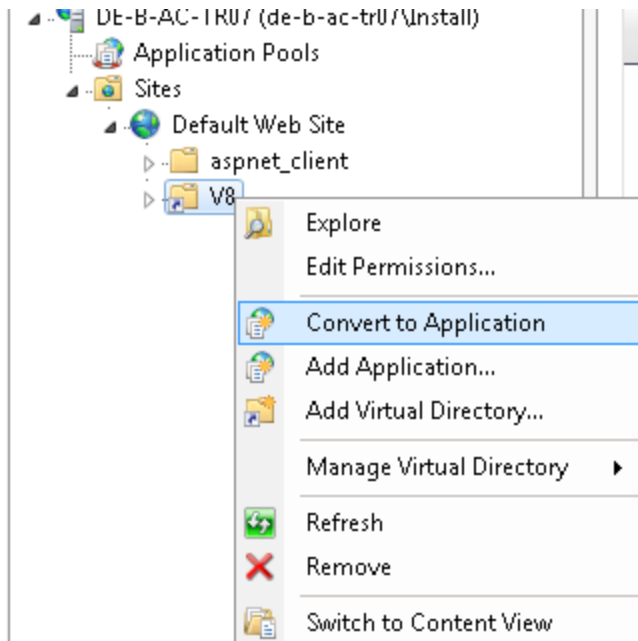 DE-B-AC-TR07 (de-b-ac-tr07\Install)
Application Pools
Sites
Default Web Site
aspnet_client
V8
Explore
Edit Permissions...
Convert to Application
Add Application...
Add Virtual Directory...
Manage Virtual Directory
Refresh
Remove
Switch to Content View